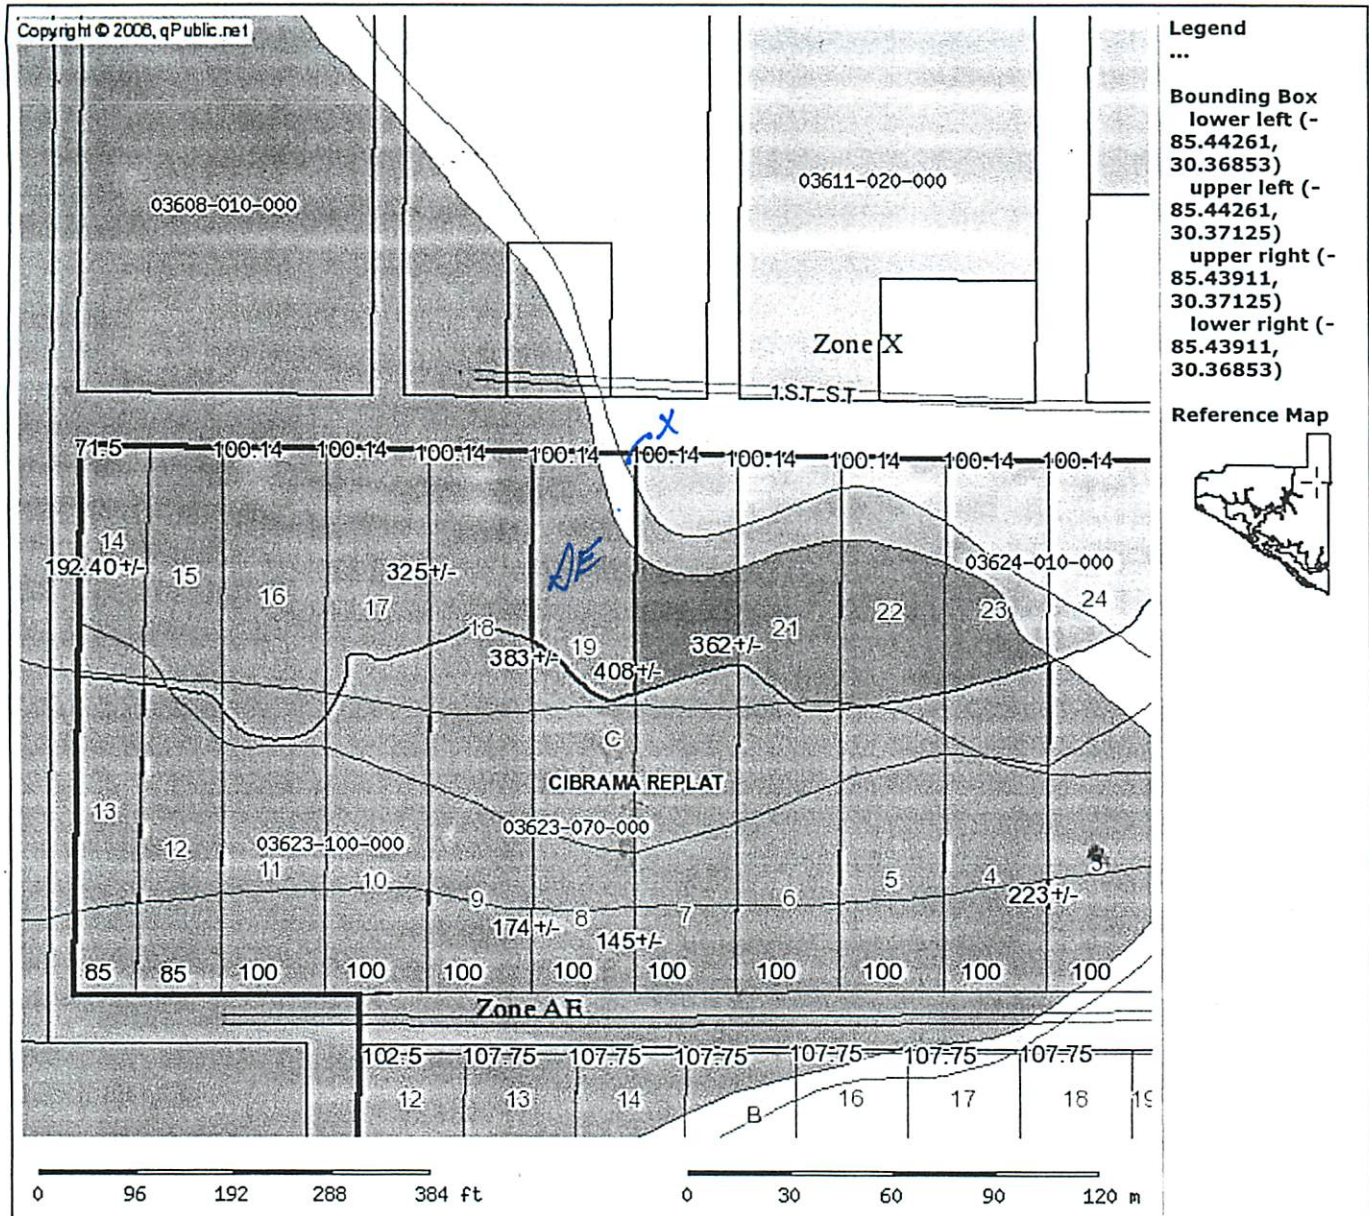 Copyright © 2006, qPublic.net
Legend
...
Bounding Box
lower left (-
85.44261,
30.36853)
upper left (-
85.44261,
30.37125)
upper right (-
85.43911,
30.37125)
lower right (-
85.43911,
30.36853)
Reference Map
03608-010-000
03611-020-000
Zone X
1ST ST
X
71.5 100.14 100.14 100.14 100.14 100.14 100.14 100.14 100.14 100.14
14
192.40+/-
15
16
17
325+/-
AE
18
19
383+/-
408+/-
362+/-
21
22
23
03624-010-000
24
C
CIBRAMA REPLAT
13
12
03623-100-000
03623-070-000
11
10
9
8
7
6
5
4
3
174+/-
145+/-
223+/-
85 85 100 100 100 100 100 100 100 100 100
Zone AE
102.5 107.75 107.75 107.75 107.75 107.75 107.75
12 13 14 B 16 17 18 19
0 96 192 288 384 ft
0 30 60 90 120 m